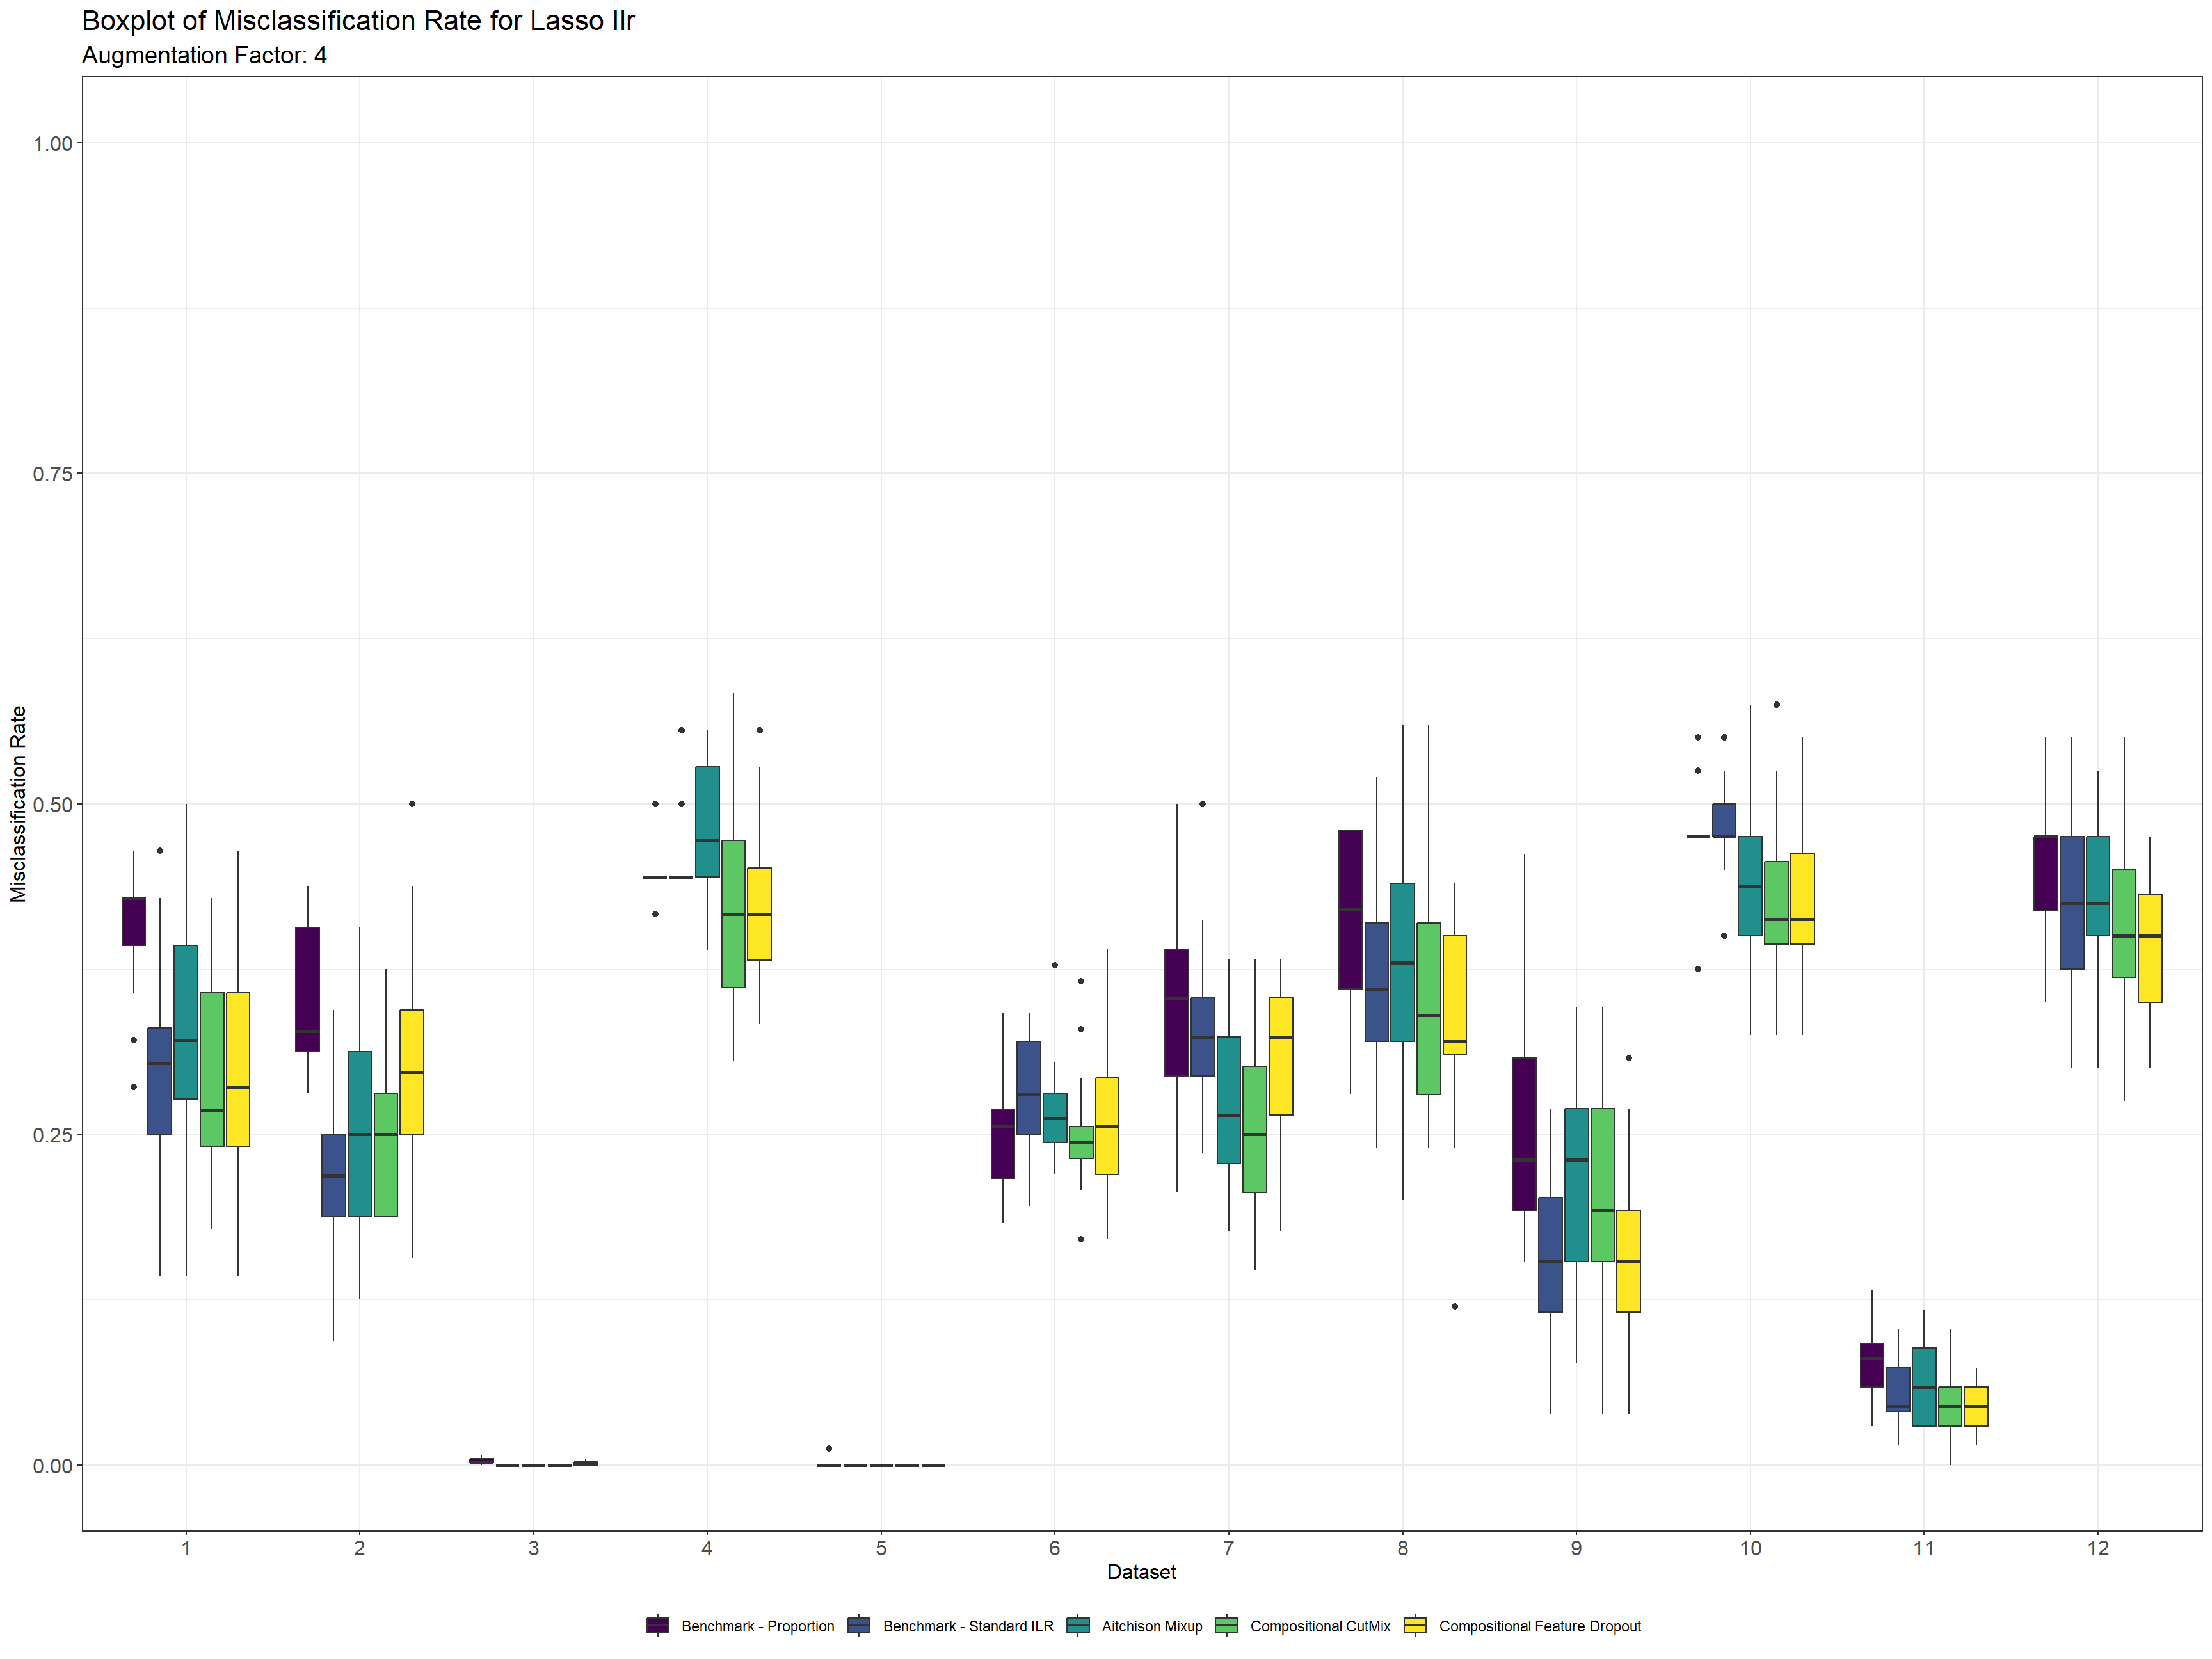 Boxplot of Misclassification Rate for Lasso Ilr
Augmentation Factor: 4
1.00
0.75
0.50
0.25
0.00
Misclassification Rate
1 2 3 4 5 6 7 8 9 10 11 12
Dataset
Benchmark - Proportion Benchmark - Standard ILR Aitchison Mixup Compositional CutMix Compositional Feature Dropout